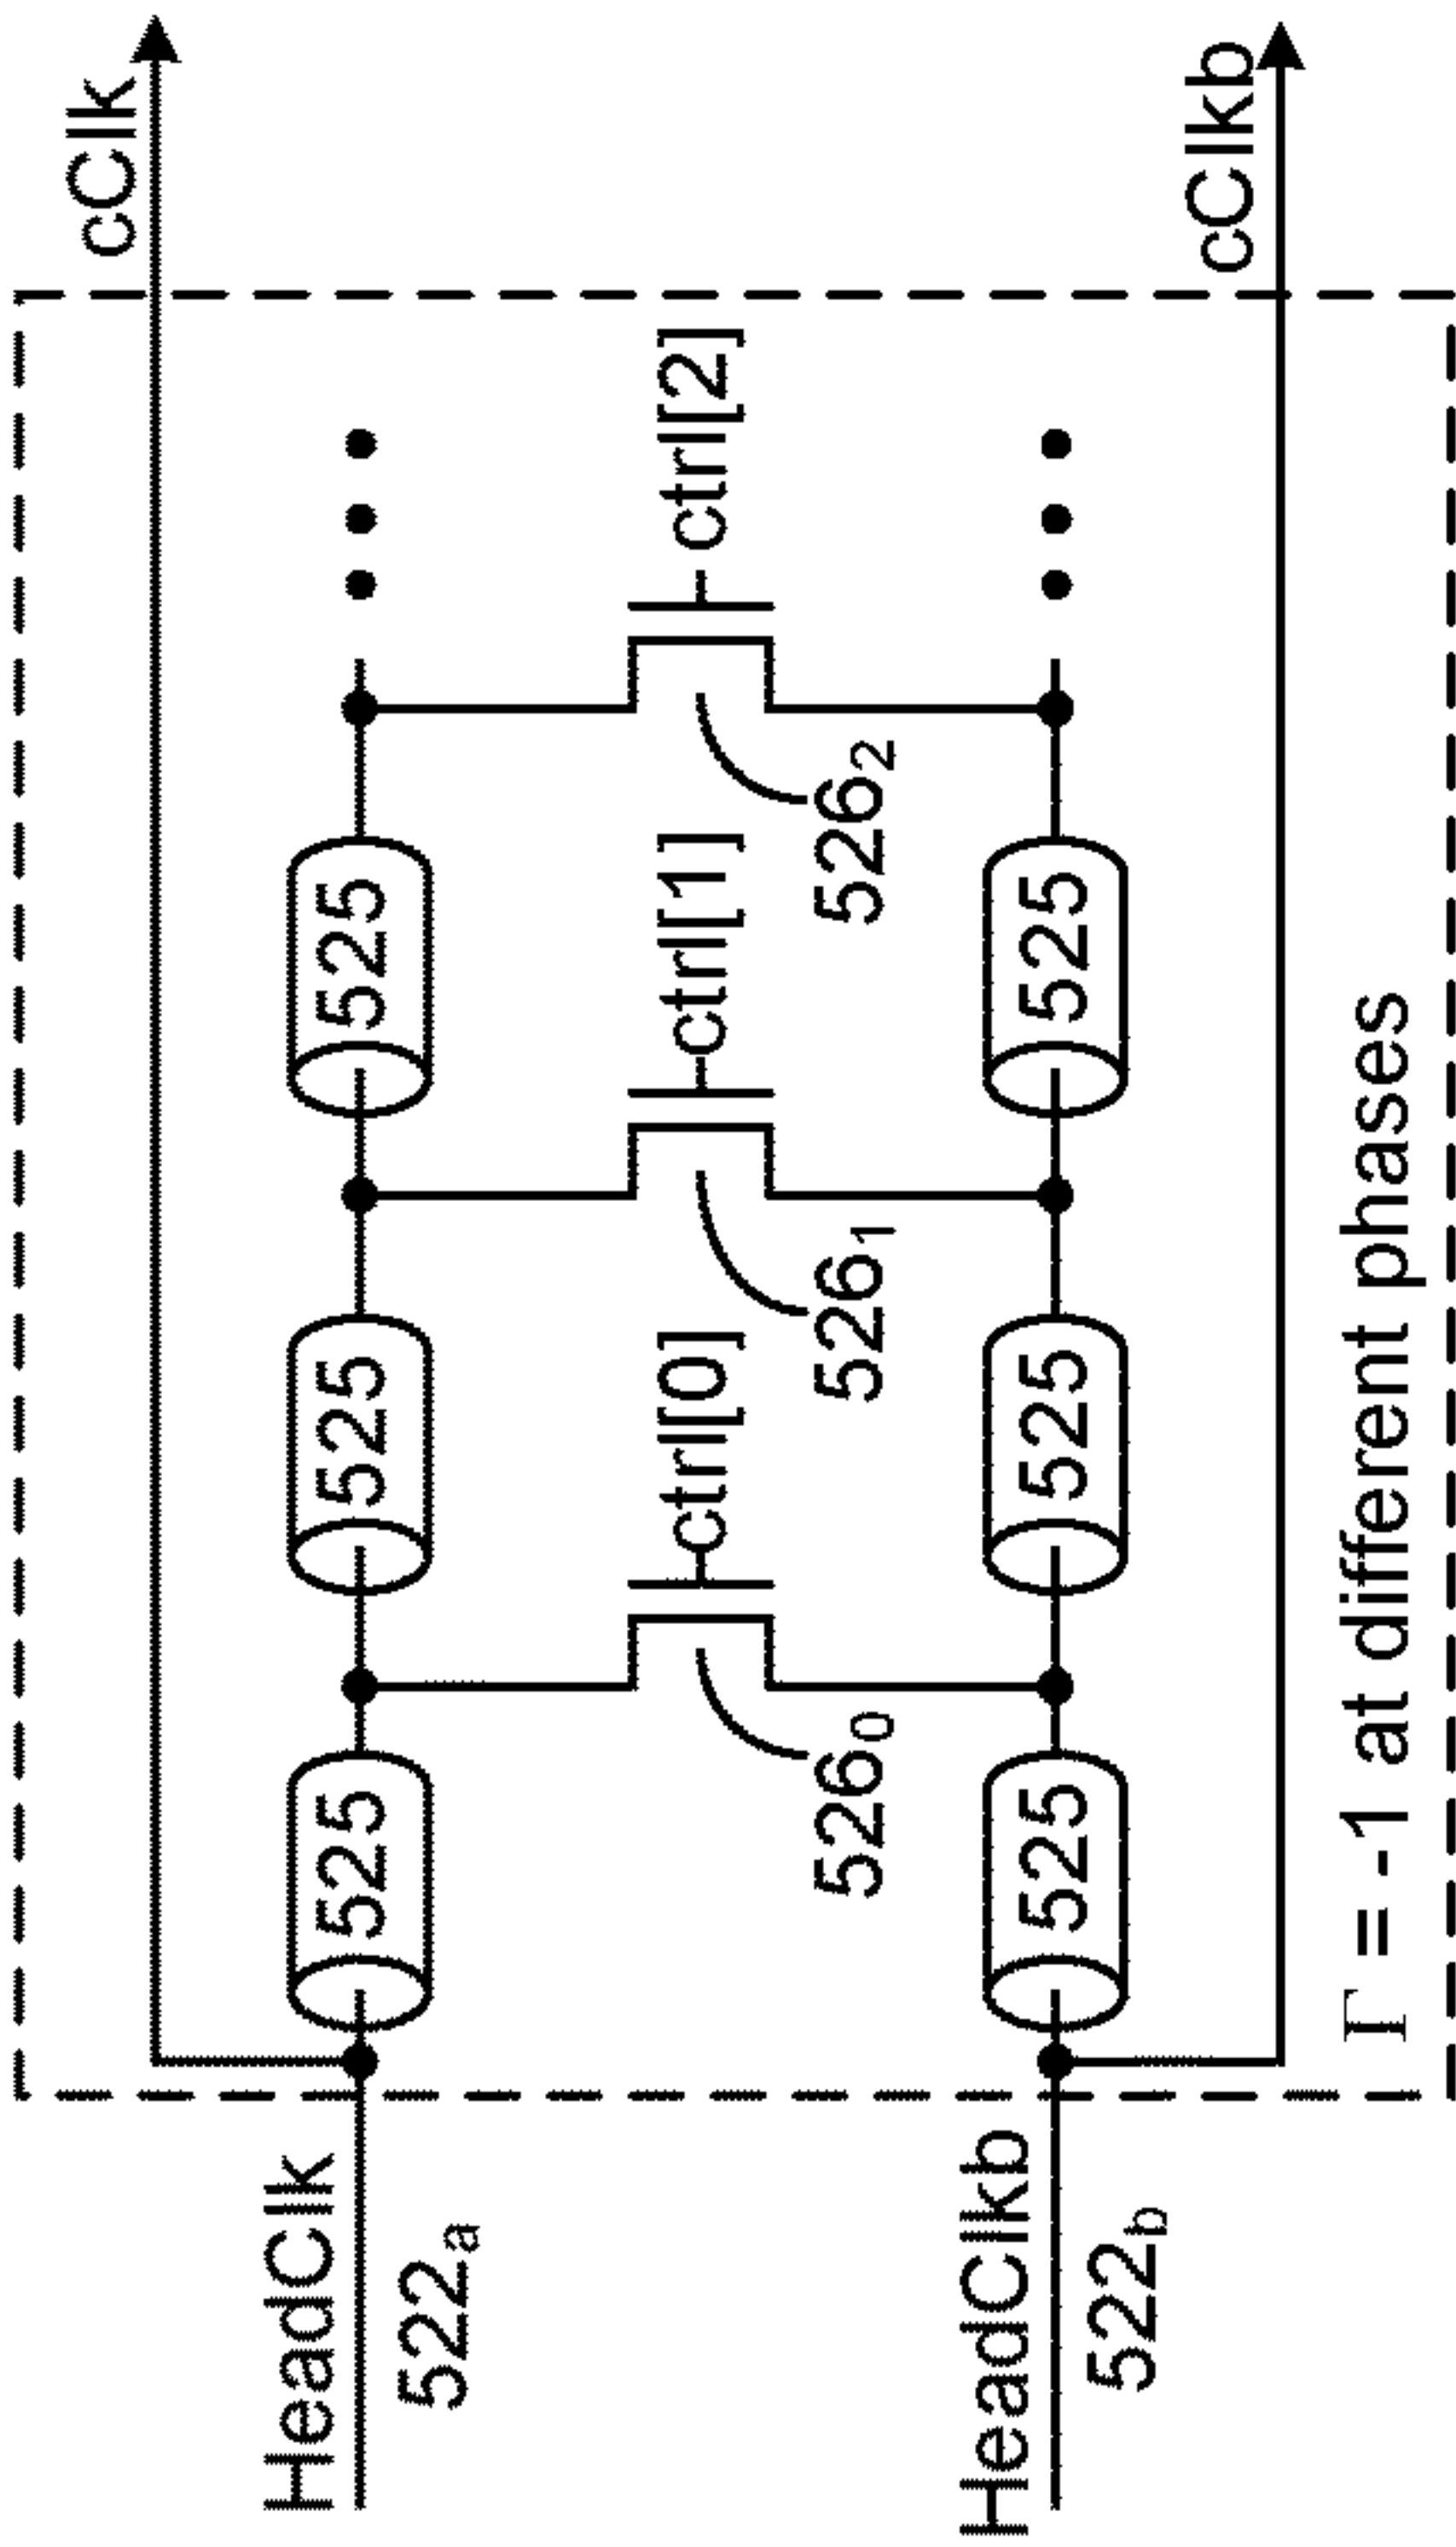 cClk
HeadClk
522a
525
525
525
ctrl[0]
ctrl[1]
ctrl[2]
5260
5261
5262
HeadClkb
522b
525
525
525
cClkb
Γ = -1 at different phases